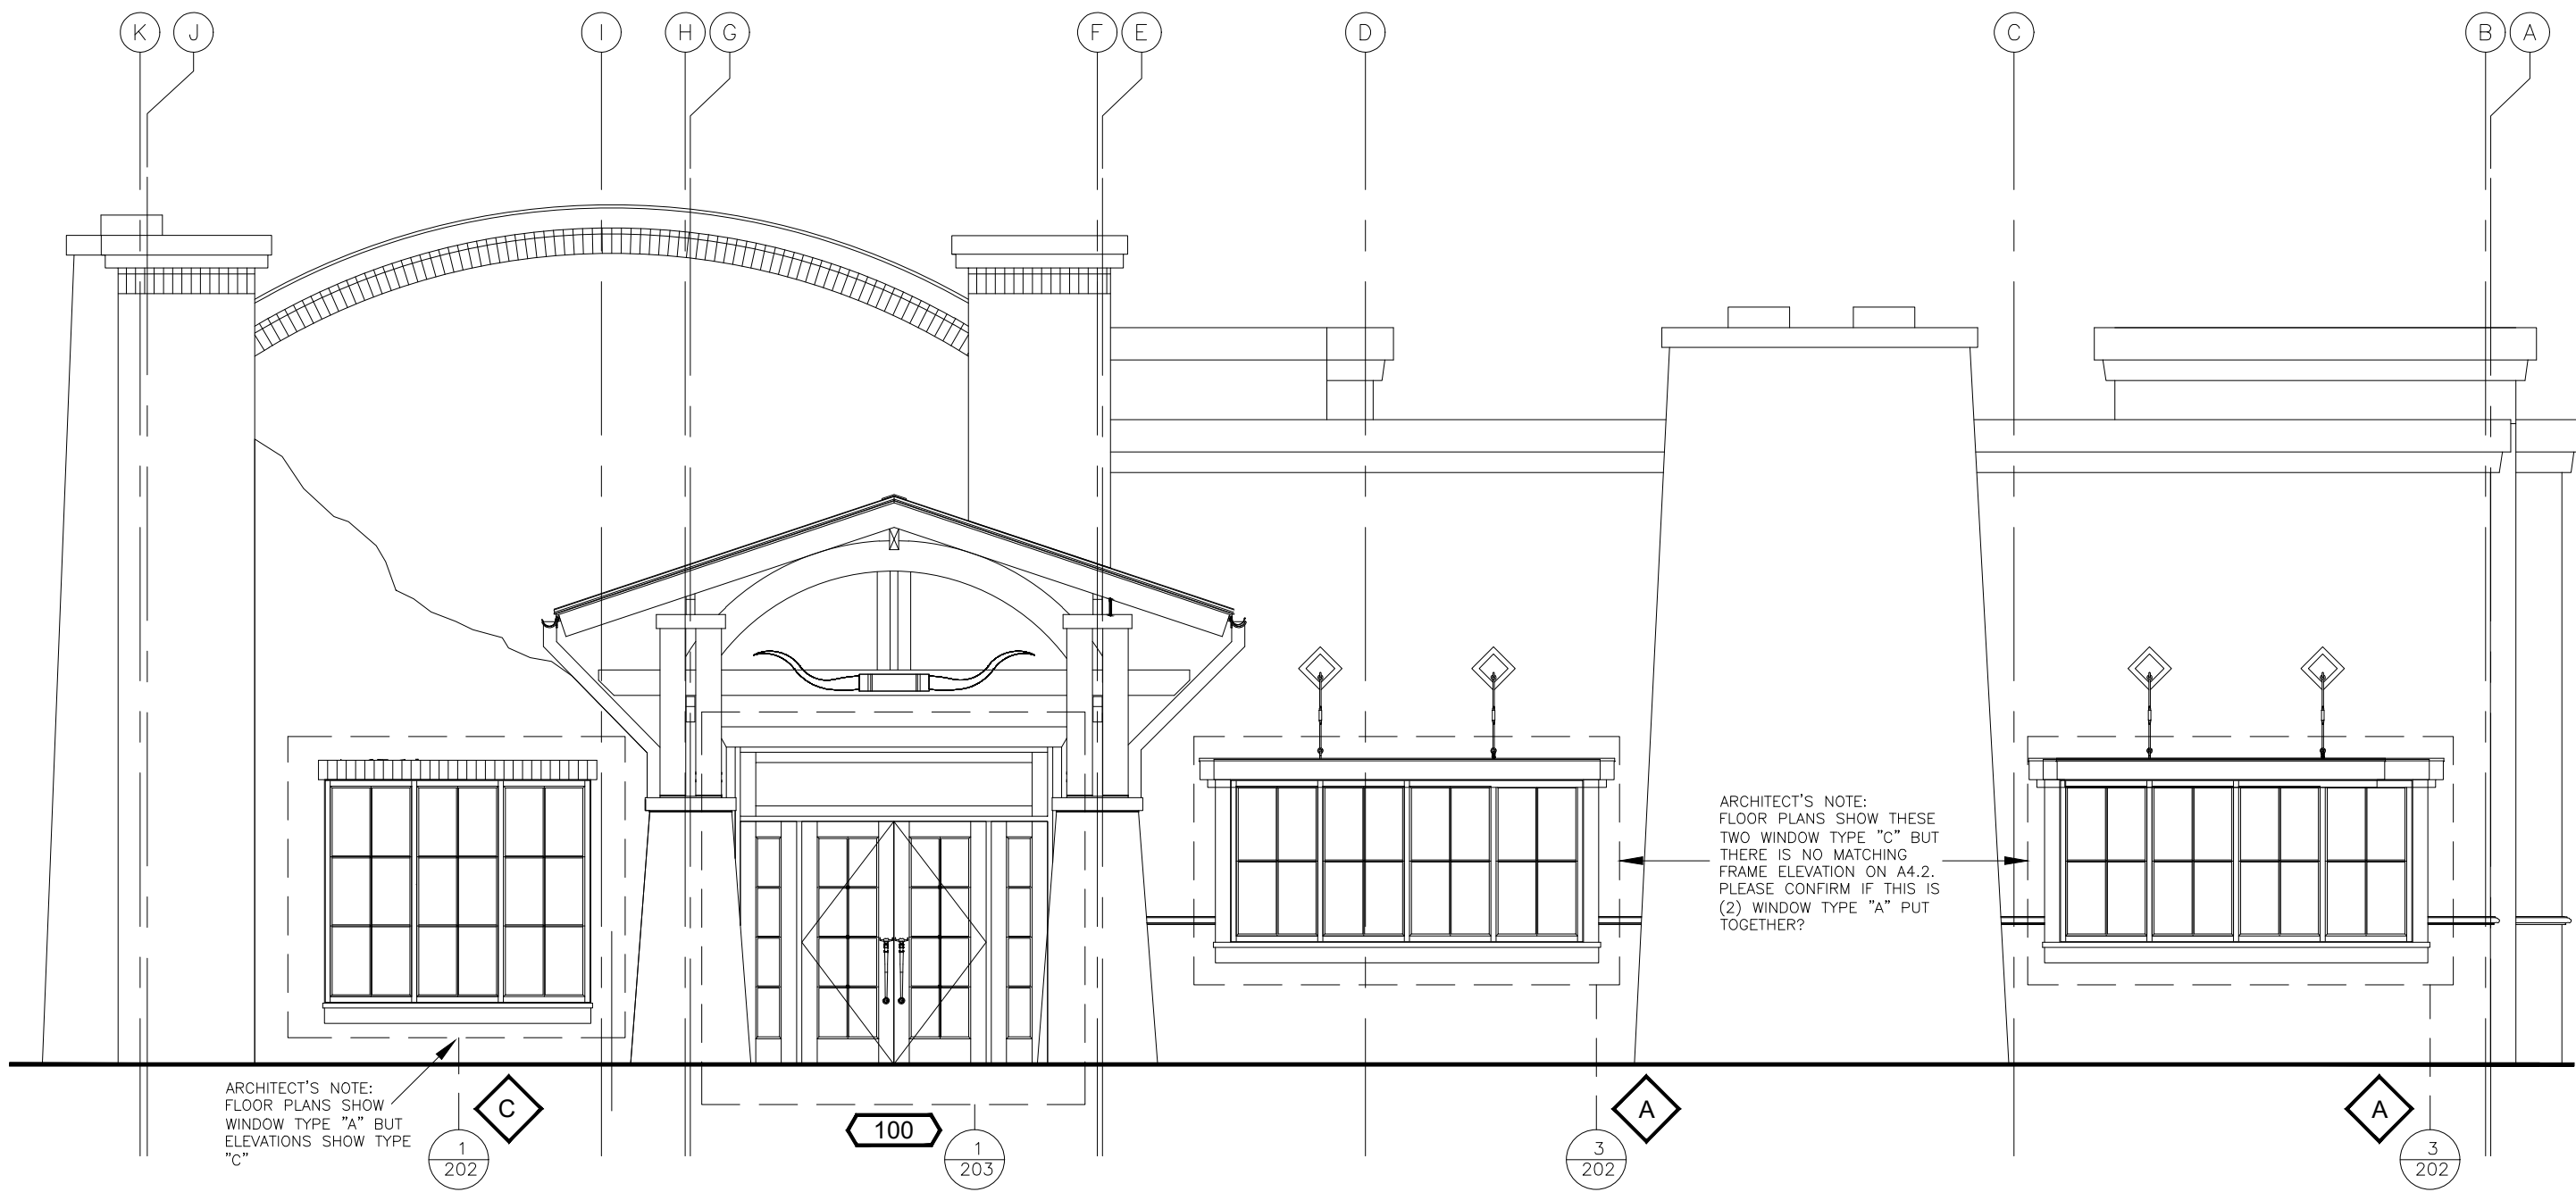 K
J
I
H
G
F
E
D
C
B
A
ARCHITECT'S NOTE:
FLOOR PLANS SHOW THESE
TWO WINDOW TYPE "C" BUT
THERE IS NO MATCHING
FRAME ELEVATION ON A4.2.
PLEASE CONFIRM IF THIS IS
(2) WINDOW TYPE "A" PUT
TOGETHER?
ARCHITECT'S NOTE:
FLOOR PLANS SHOW
WINDOW TYPE "A" BUT
ELEVATIONS SHOW TYPE
"C"
C
1
202
100
1
203
A
3
202
A
3
202